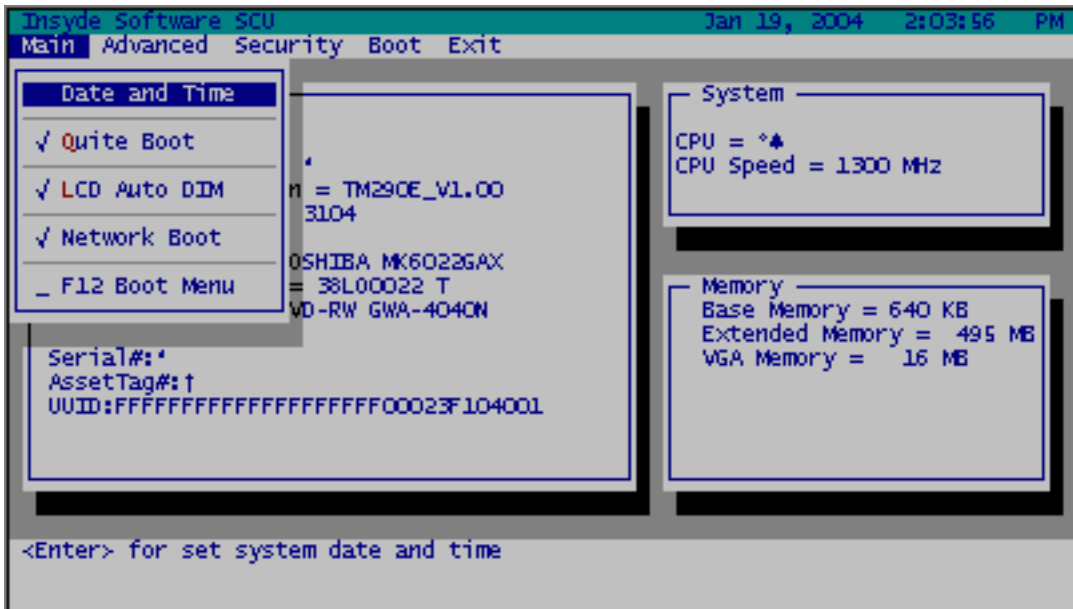 Insyde Software SCU Jan 19, 2004 2:03:56 PM
Main Advanced Security Boot Exit
Date and Time
√ Quite Boot
√ LCD Auto DIM
√ Network Boot
_ F12 Boot Menu
n = TM290E_V1.00
3104
OSHIBA MK6022GAX
= 38L00022 T
VD-RW GWA-4040N
Serial#:
AssetTag#:↑
UUID:FFFFFFFFFFFFFFFFFFFF00023F104001
System
CPU = °♣
CPU Speed = 1300 MHz
Memory
Base Memory = 640 KB
Extended Memory = 495 MB
VGA Memory = 16 MB
<Enter> for set system date and time